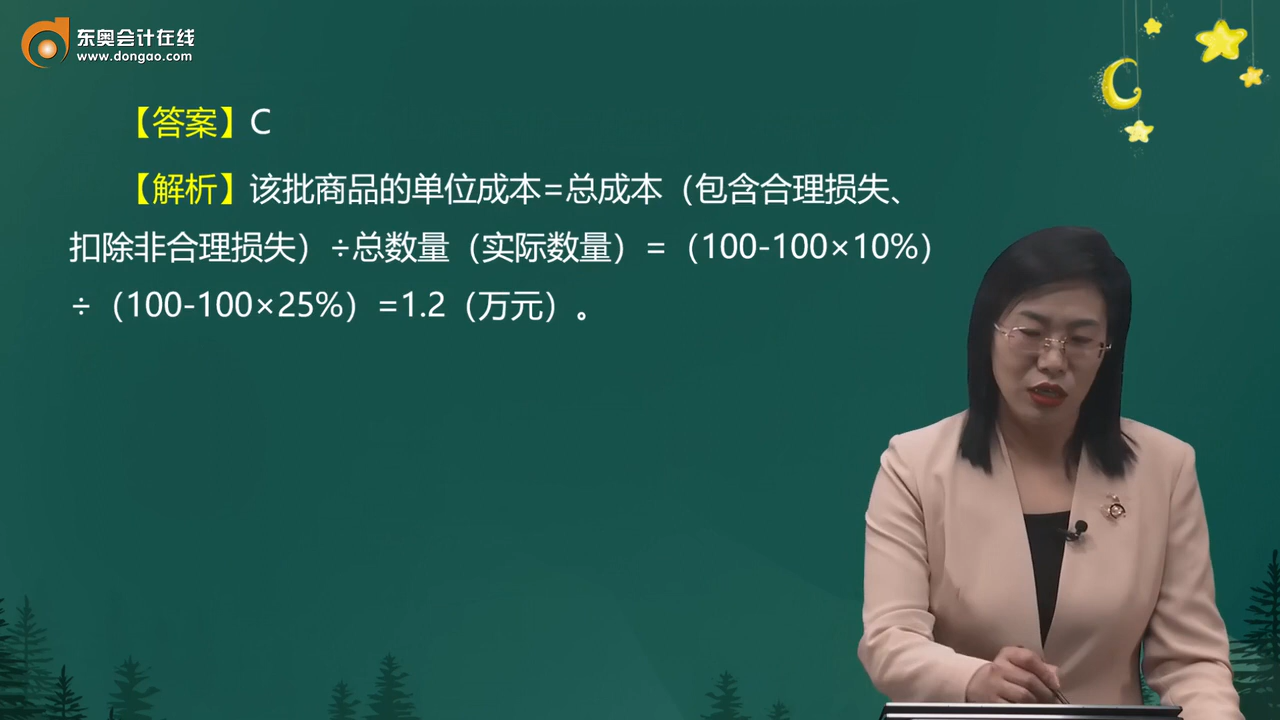 东奥会计在线
www.dongao.com
【答案】C
【解析】该批商品的单位成本=总成本（包含合理损失、
扣除非合理损失）÷总数量（实际数量）=（100-100×10%）
÷（100-100×25%）=1.2（万元）。